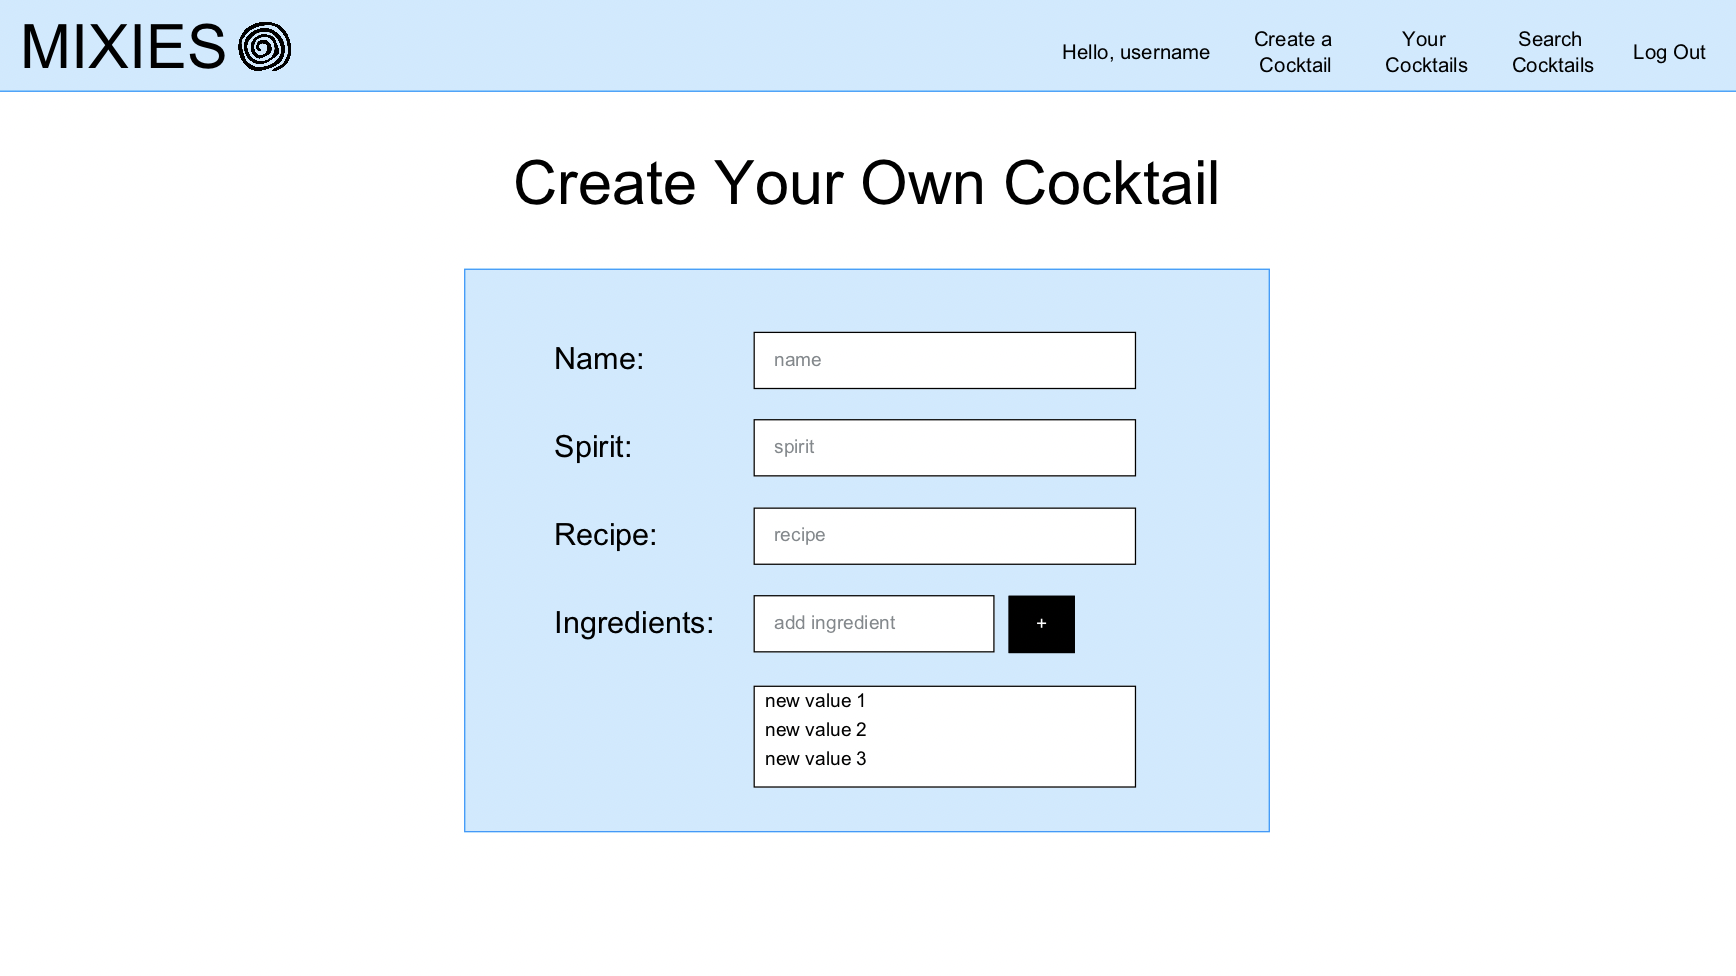 MIXIES
Hello, username
Create a
Cocktail
Your
Cocktails
Search
Cocktails
Log Out
Create Your Own Cocktail
Name:
name
Spirit:
spirit
Recipe:
recipe
Ingredients:
add ingredient
+
new value 1
new value 2
new value 3